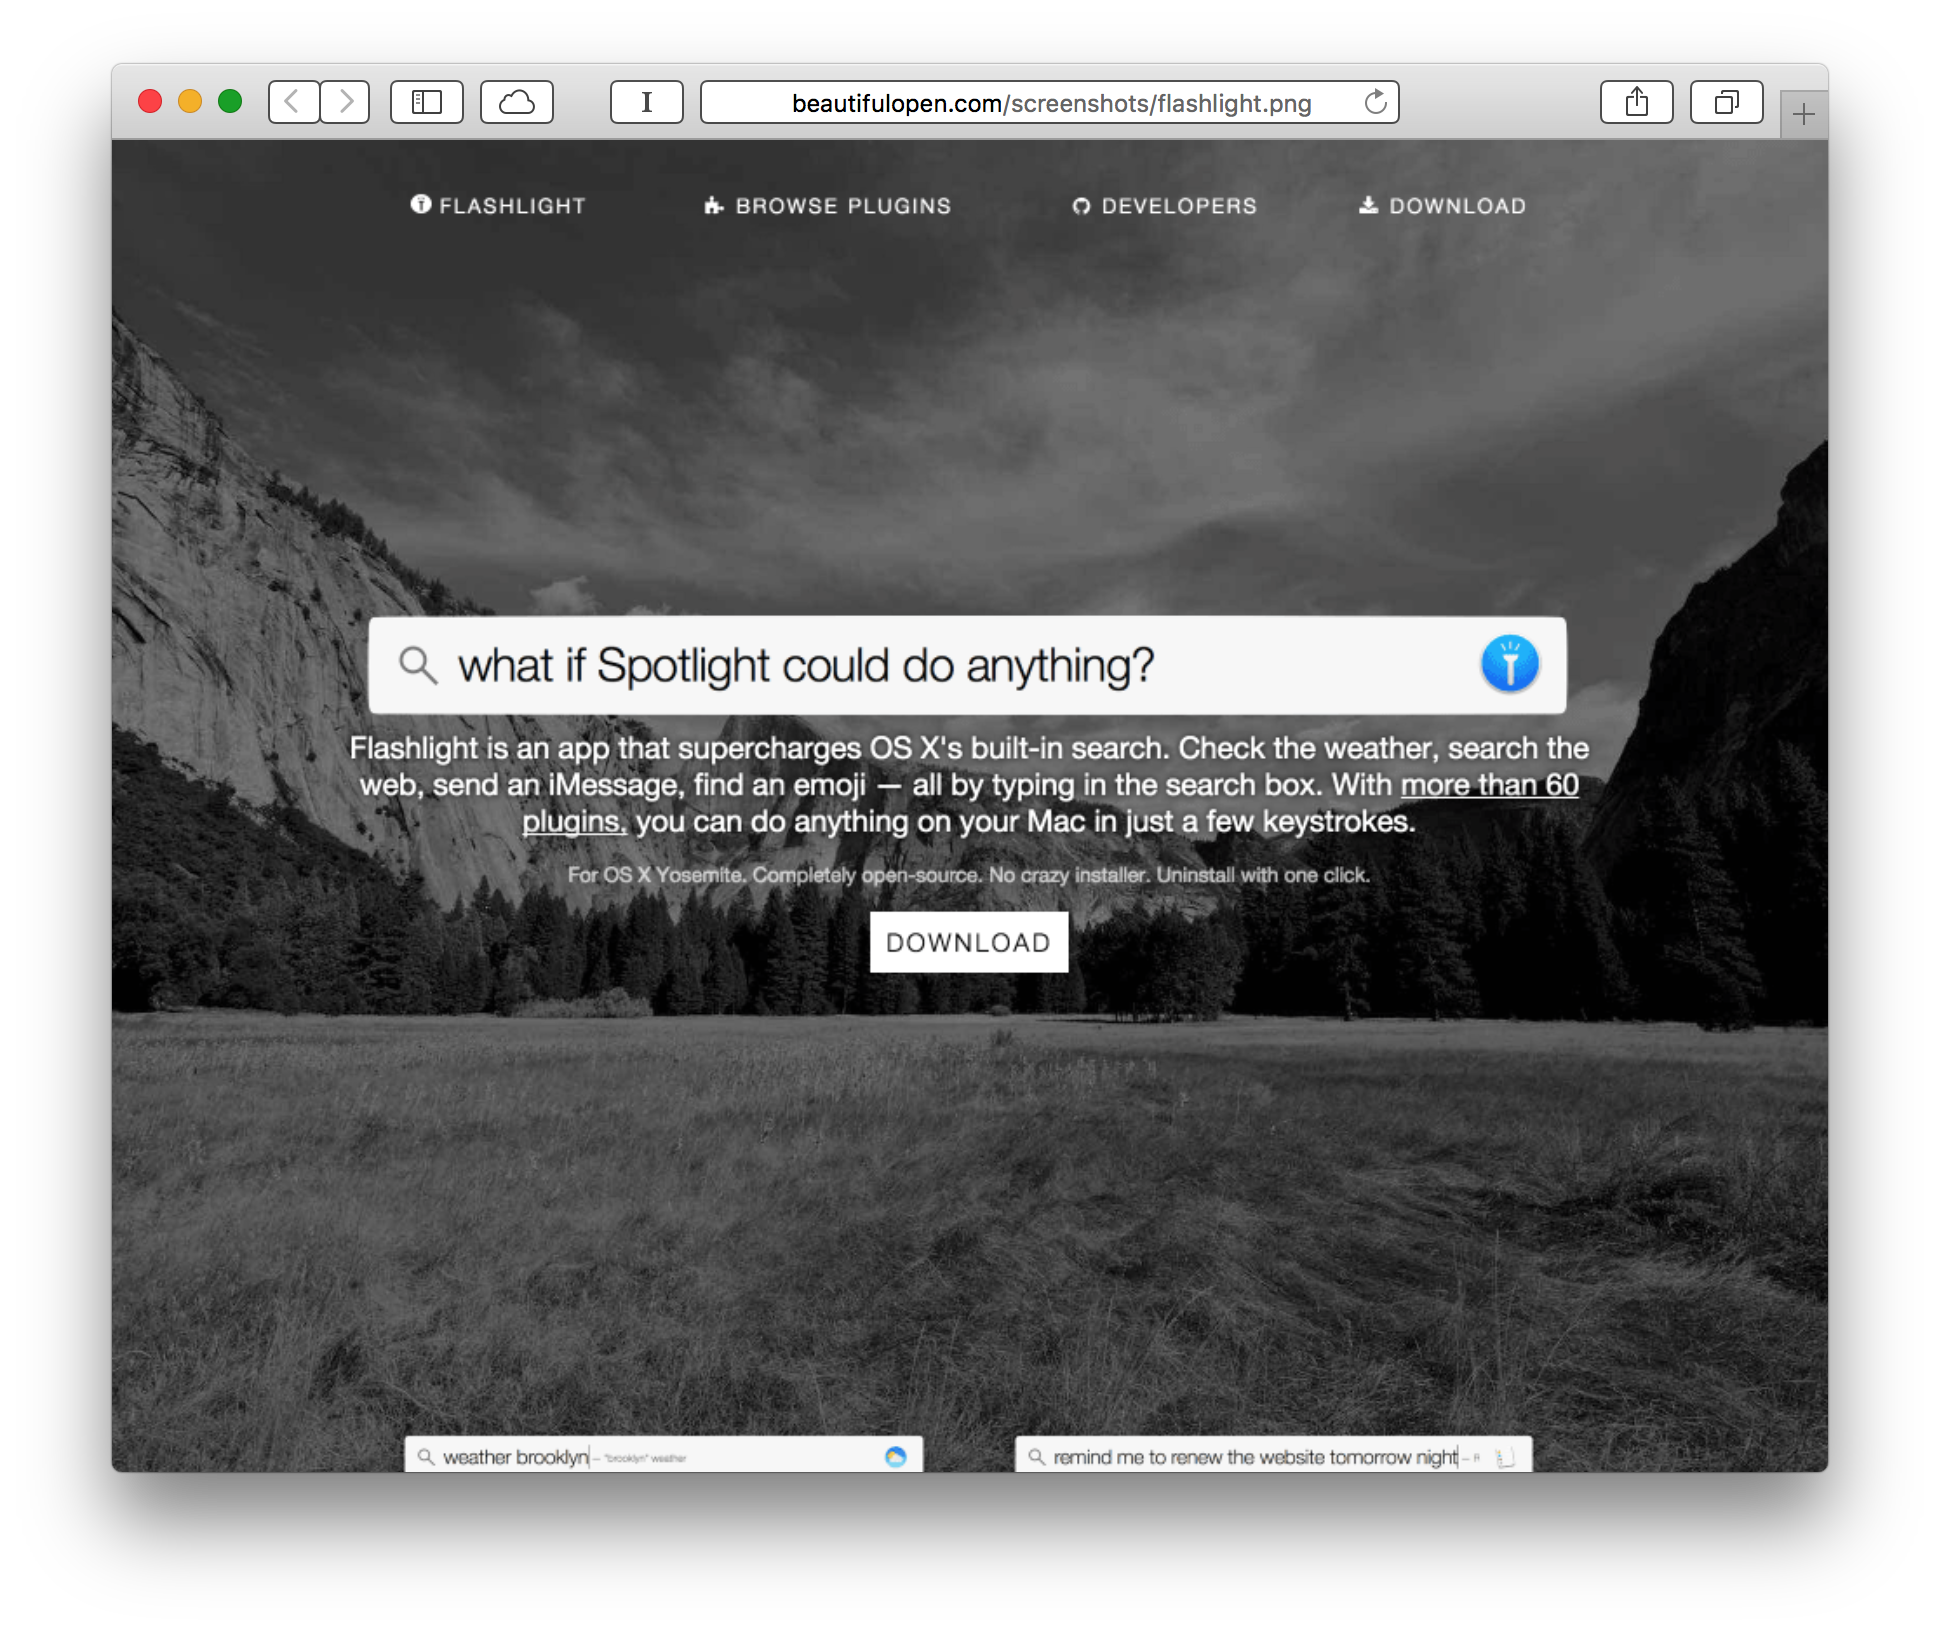 beautifulopen.com/screenshots/flashlight.png
FLASHLIGHT
BROWSE PLUGINS
DEVELOPERS
DOWNLOAD
what if Spotlight could do anything?
Flashlight is an app that supercharges OS X's built-in search. Check the weather, search the
web, send an iMessage, find an emoji — all by typing in the search box. With more than 60
plugins, you can do anything on your Mac in just a few keystrokes.
For OS X Yosemite. Completely open-source. No crazy installer. Uninstall with one click.
DOWNLOAD
weather brooklyn – "brooklyn" weather
remind me to renew the website tomorrow night –